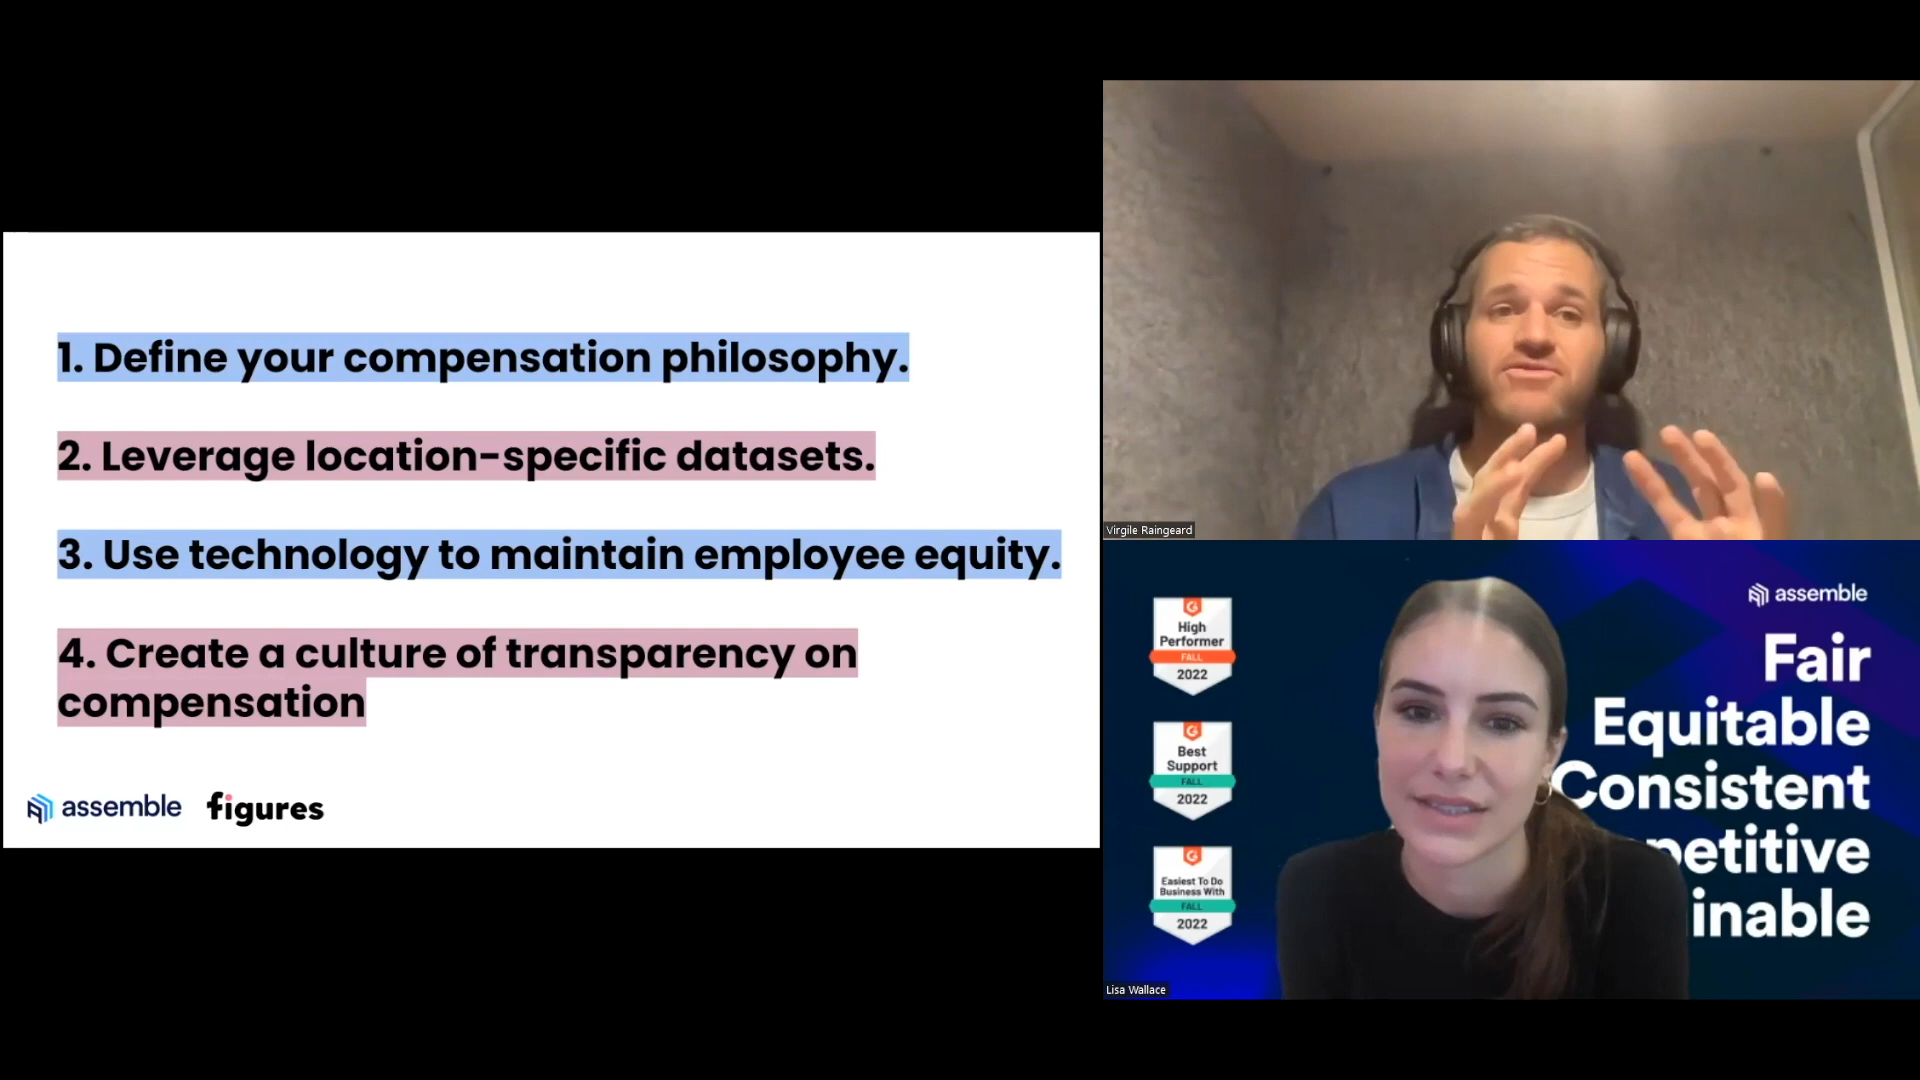 1. Define your compensation philosophy.
2. Leverage location-specific datasets.
3. Use technology to maintain employee equity.
4. Create a culture of transparency on
compensation
assemble figures
Virgile Raingeard
assemble
Fair
Equitable
Consistent
petitive
inable
High
Performer
FALL
2022
Best
Support
FALL
2022
Easiest To Do
Business With
FALL
2022
Lisa Wallace